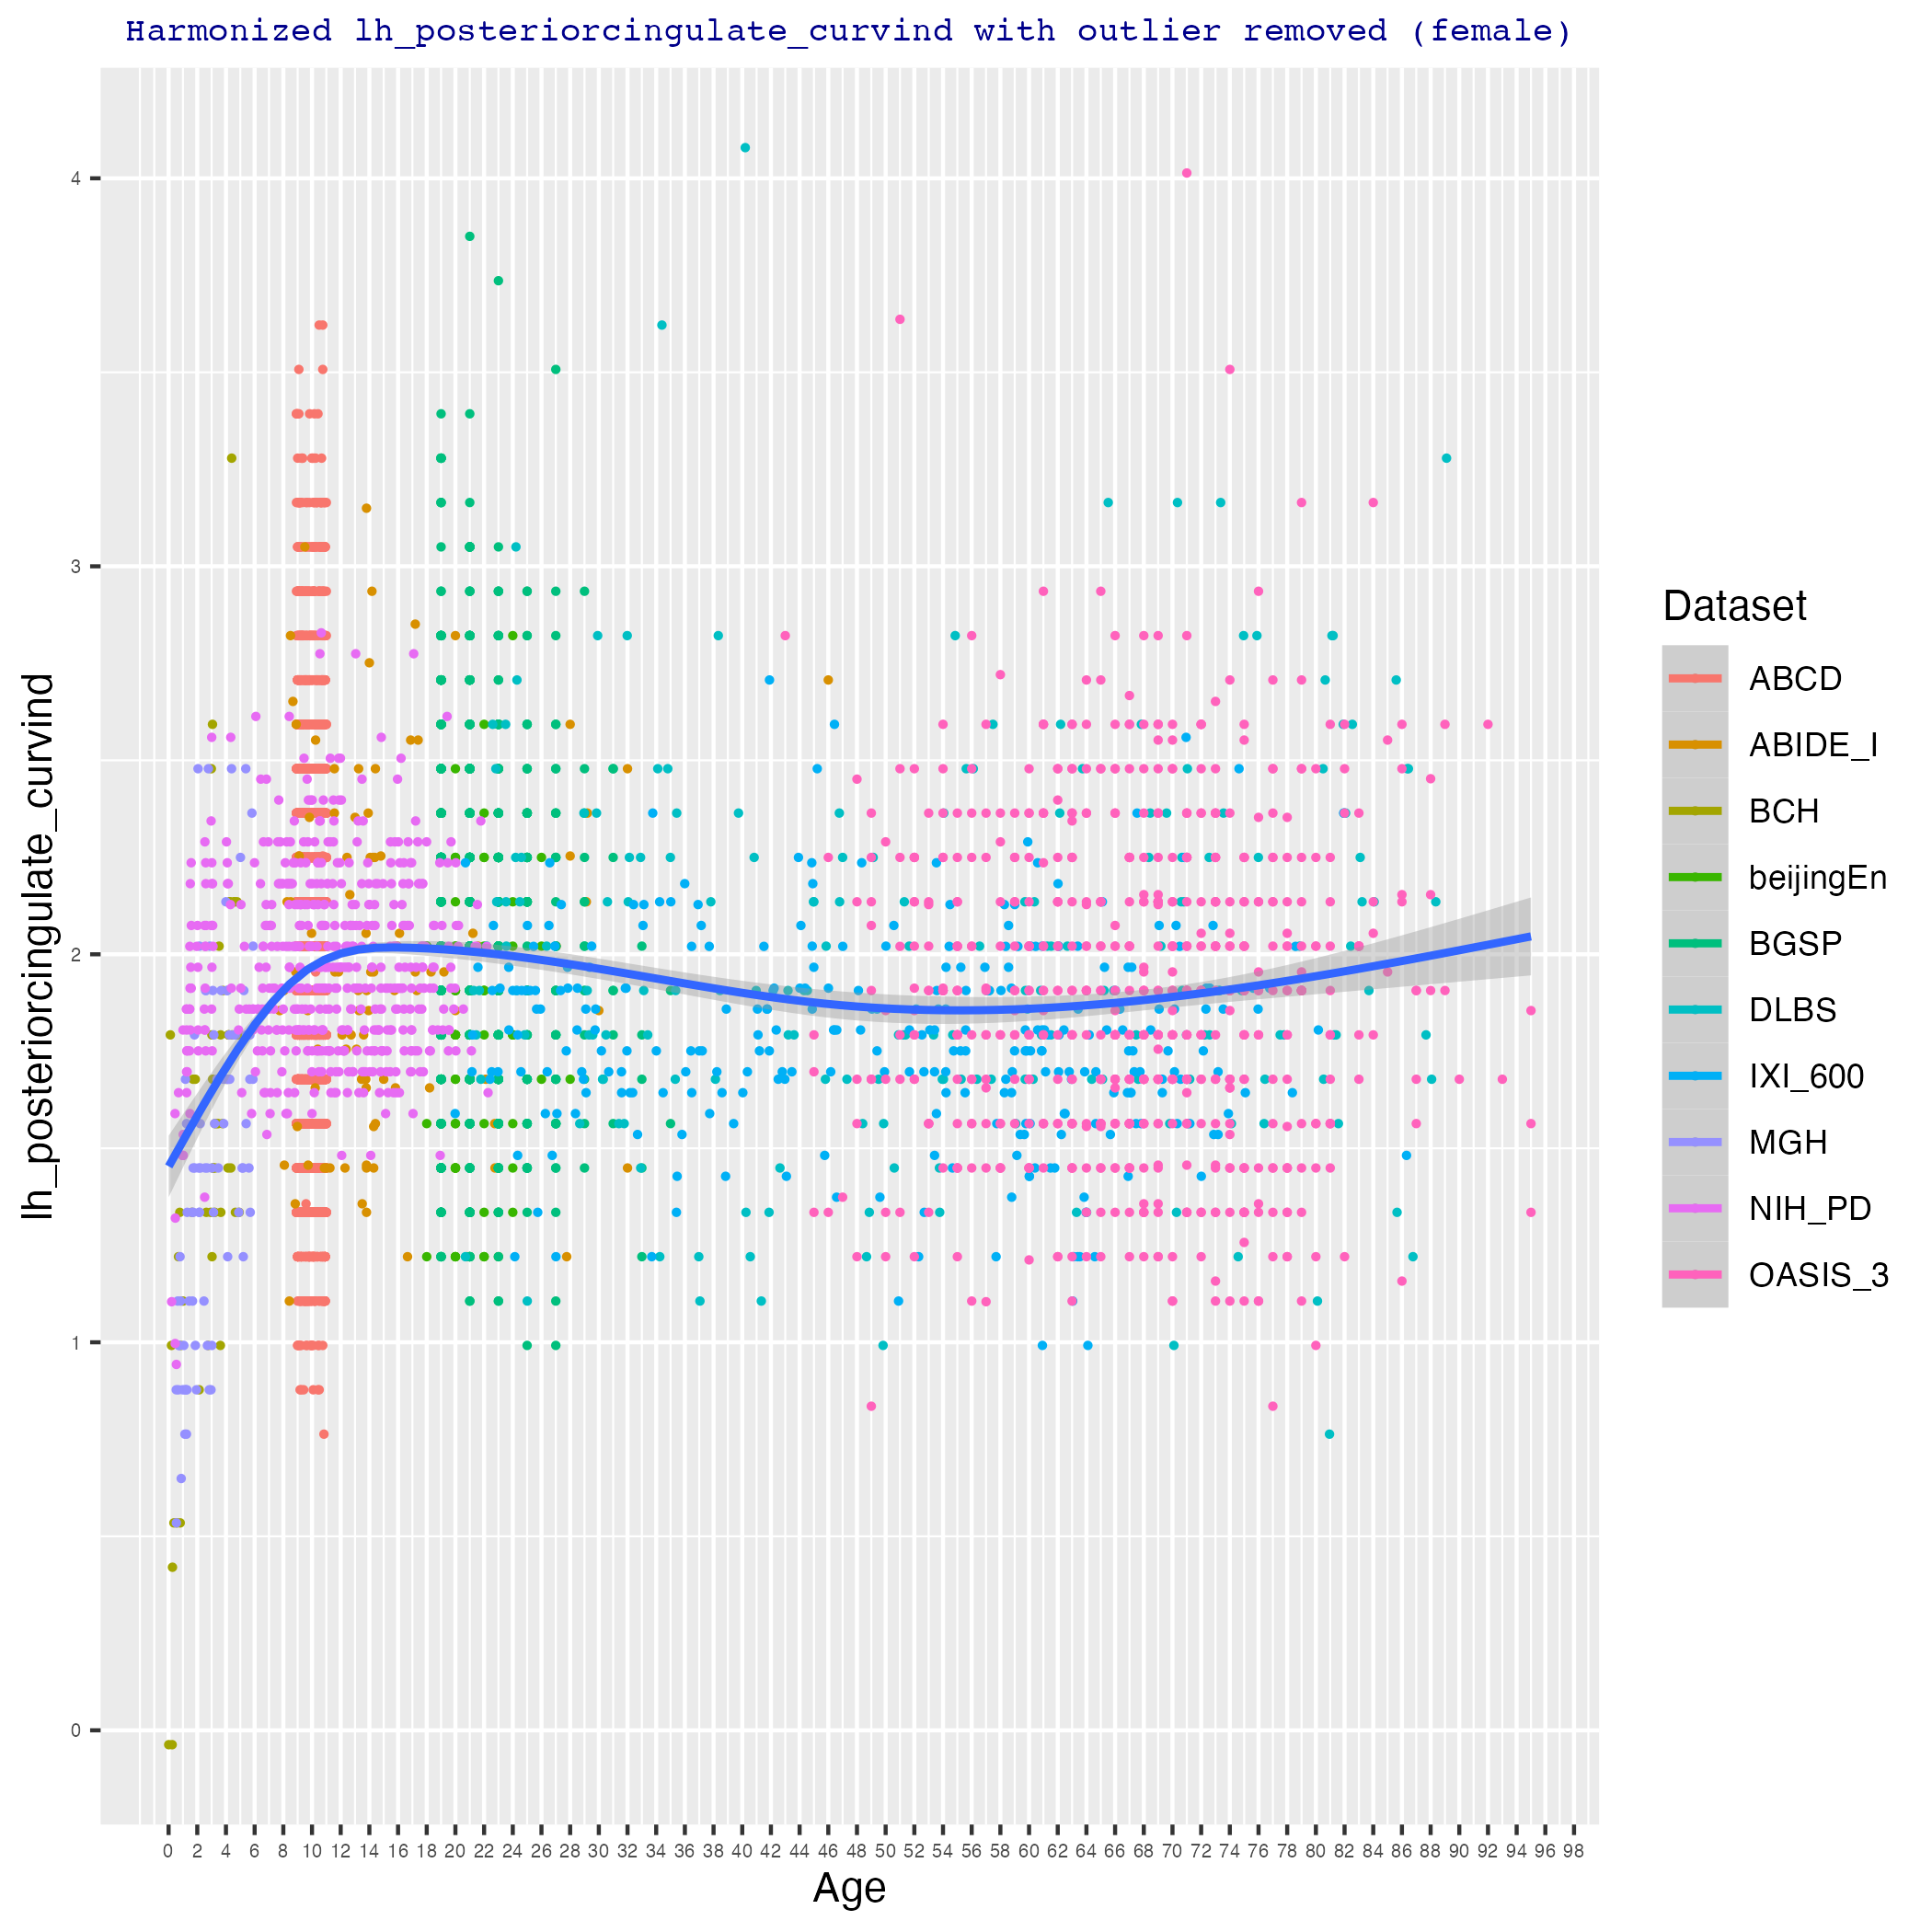 Harmonized lh_posteriorcingulate_curvind with outlier removed (female)
lh_posteriorcingulate_curvind
4
3
2
1
0
0 2 4 6 8 10 12 14 16 18 20 22 24 26 28 30 32 34 36 38 40 42 44 46 48 50 52 54 56 58 60 62 64 66 68 70 72 74 76 78 80 82 84 86 88 90 92 94 96 98
Age
Dataset
ABCD
ABIDE_I
BCH
beijingEn
BGSP
DLBS
IXI_600
MGH
NIH_PD
OASIS_3